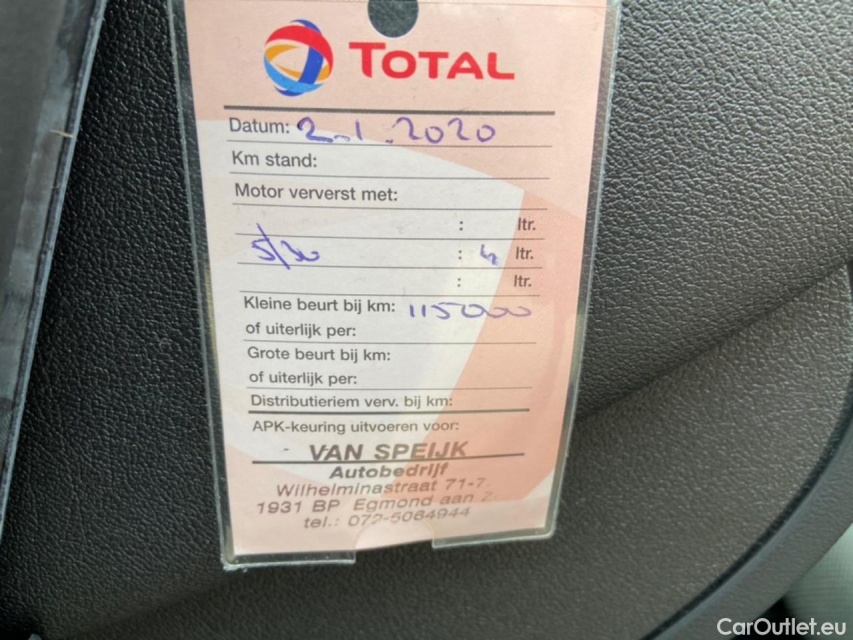 TOTAL
Datum: 2-1-2020
Km stand:
Motor ververst met:
: ltr.
5/30 : 4 ltr.
: ltr.
Kleine beurt bij km: 115000
of uiterlijk per:
Grote beurt bij km:
of uiterlijk per:
Distributieriem verv. bij km:
APK-keuring uitvoeren voor:
VAN SPEIJK
Autobedrijf
Wilhelminastraat 71-7
1931 BP Egmond aan Z
tel.: 072-5064944
CarOutlet.eu